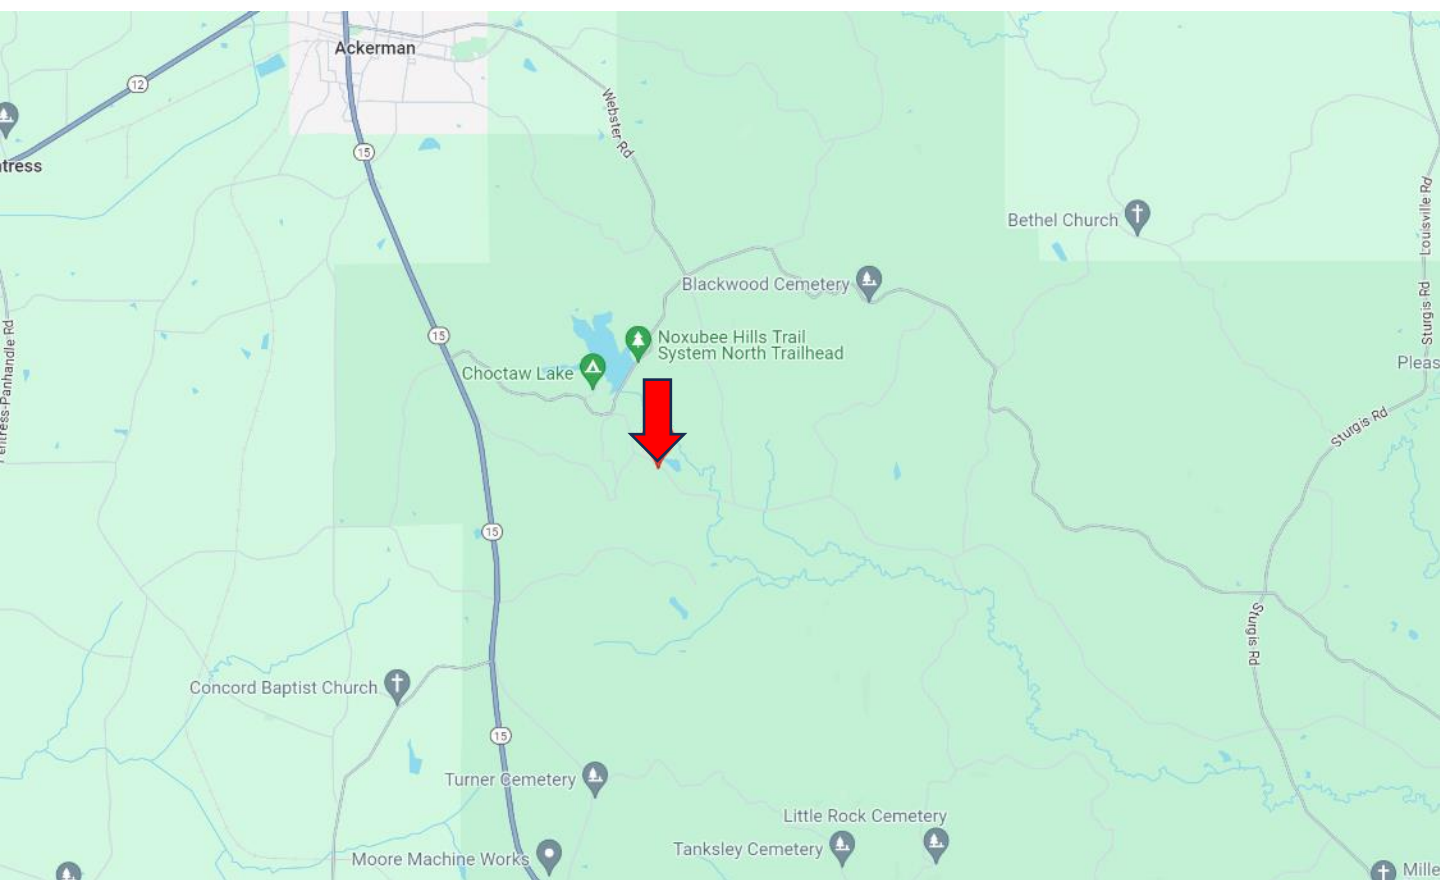 Ackerman
12
15
Webster Rd
tress
Bethel Church
Louisville Rd
Sturgis Rd
Blackwood Cemetery
Noxubee Hills Trail
System North Trailhead
15
Choctaw Lake
Pleas
Sturgis Rd
-Panhandle Rd
15
Sturgis Rd
Concord Baptist Church
15
Turner Cemetery
Little Rock Cemetery
Tanksley Cemetery
Moore Machine Works
Mille